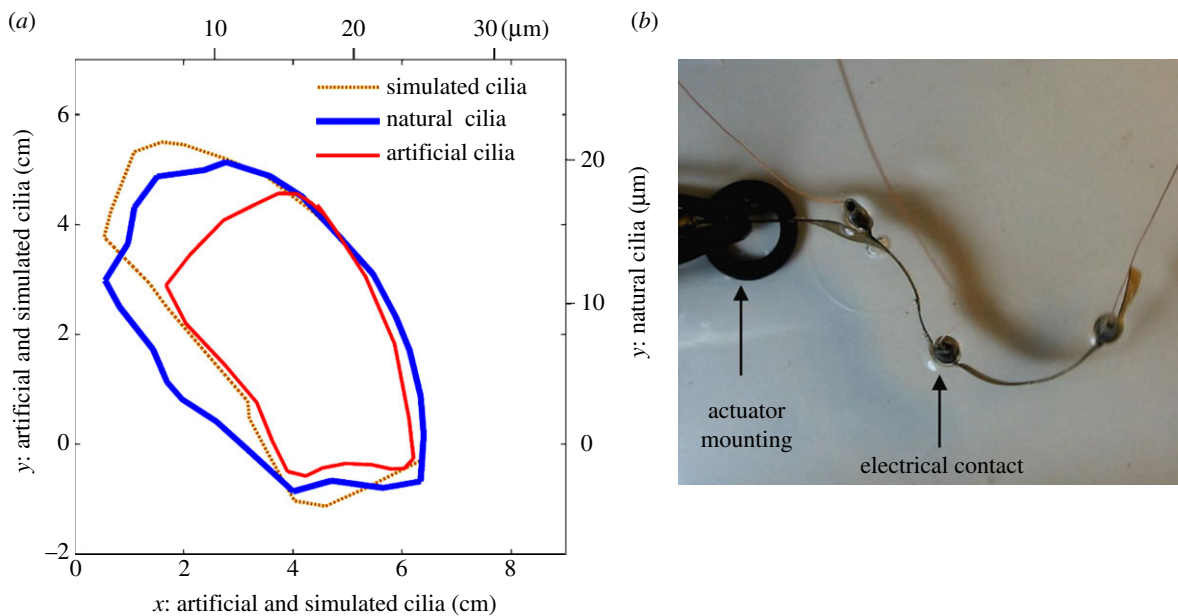 (a)
10
20
30 (μm)
simulated cilia
natural cilia
artificial cilia
y: artificial and simulated cilia (cm)
6
4
2
0
–2
20
10
0
y: natural cilia (μm)
0
2
4
6
8
x: artificial and simulated cilia (cm)
(b)
actuator
mounting
electrical contact